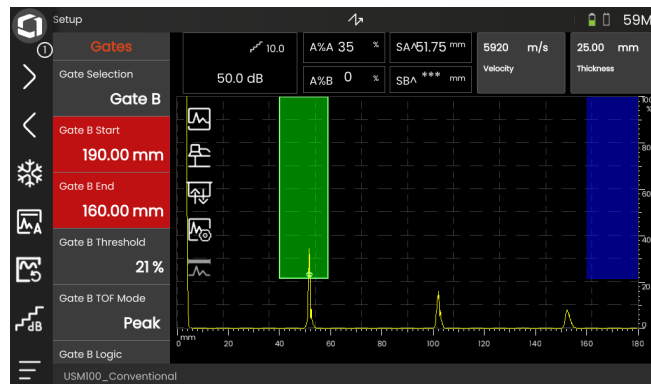 Setup
59M
1
Gates
Gate Selection
Gate B
Gate B Start
190.00 mm
Gate B End
160.00 mm
Gate B Threshold
21 %
Gate B TOF Mode
Peak
Gate B Logic
10.0
50.0 dB
A%A 35 %
A%B 0 %
SA^51.75 mm
SB^ *** mm
5920 m/s
Velocity
25.00 mm
Thickness
A
dB
100
%
80
60
40
20
0
mm 20 40 60 80 100 120 140 160 180
USM100_Conventional